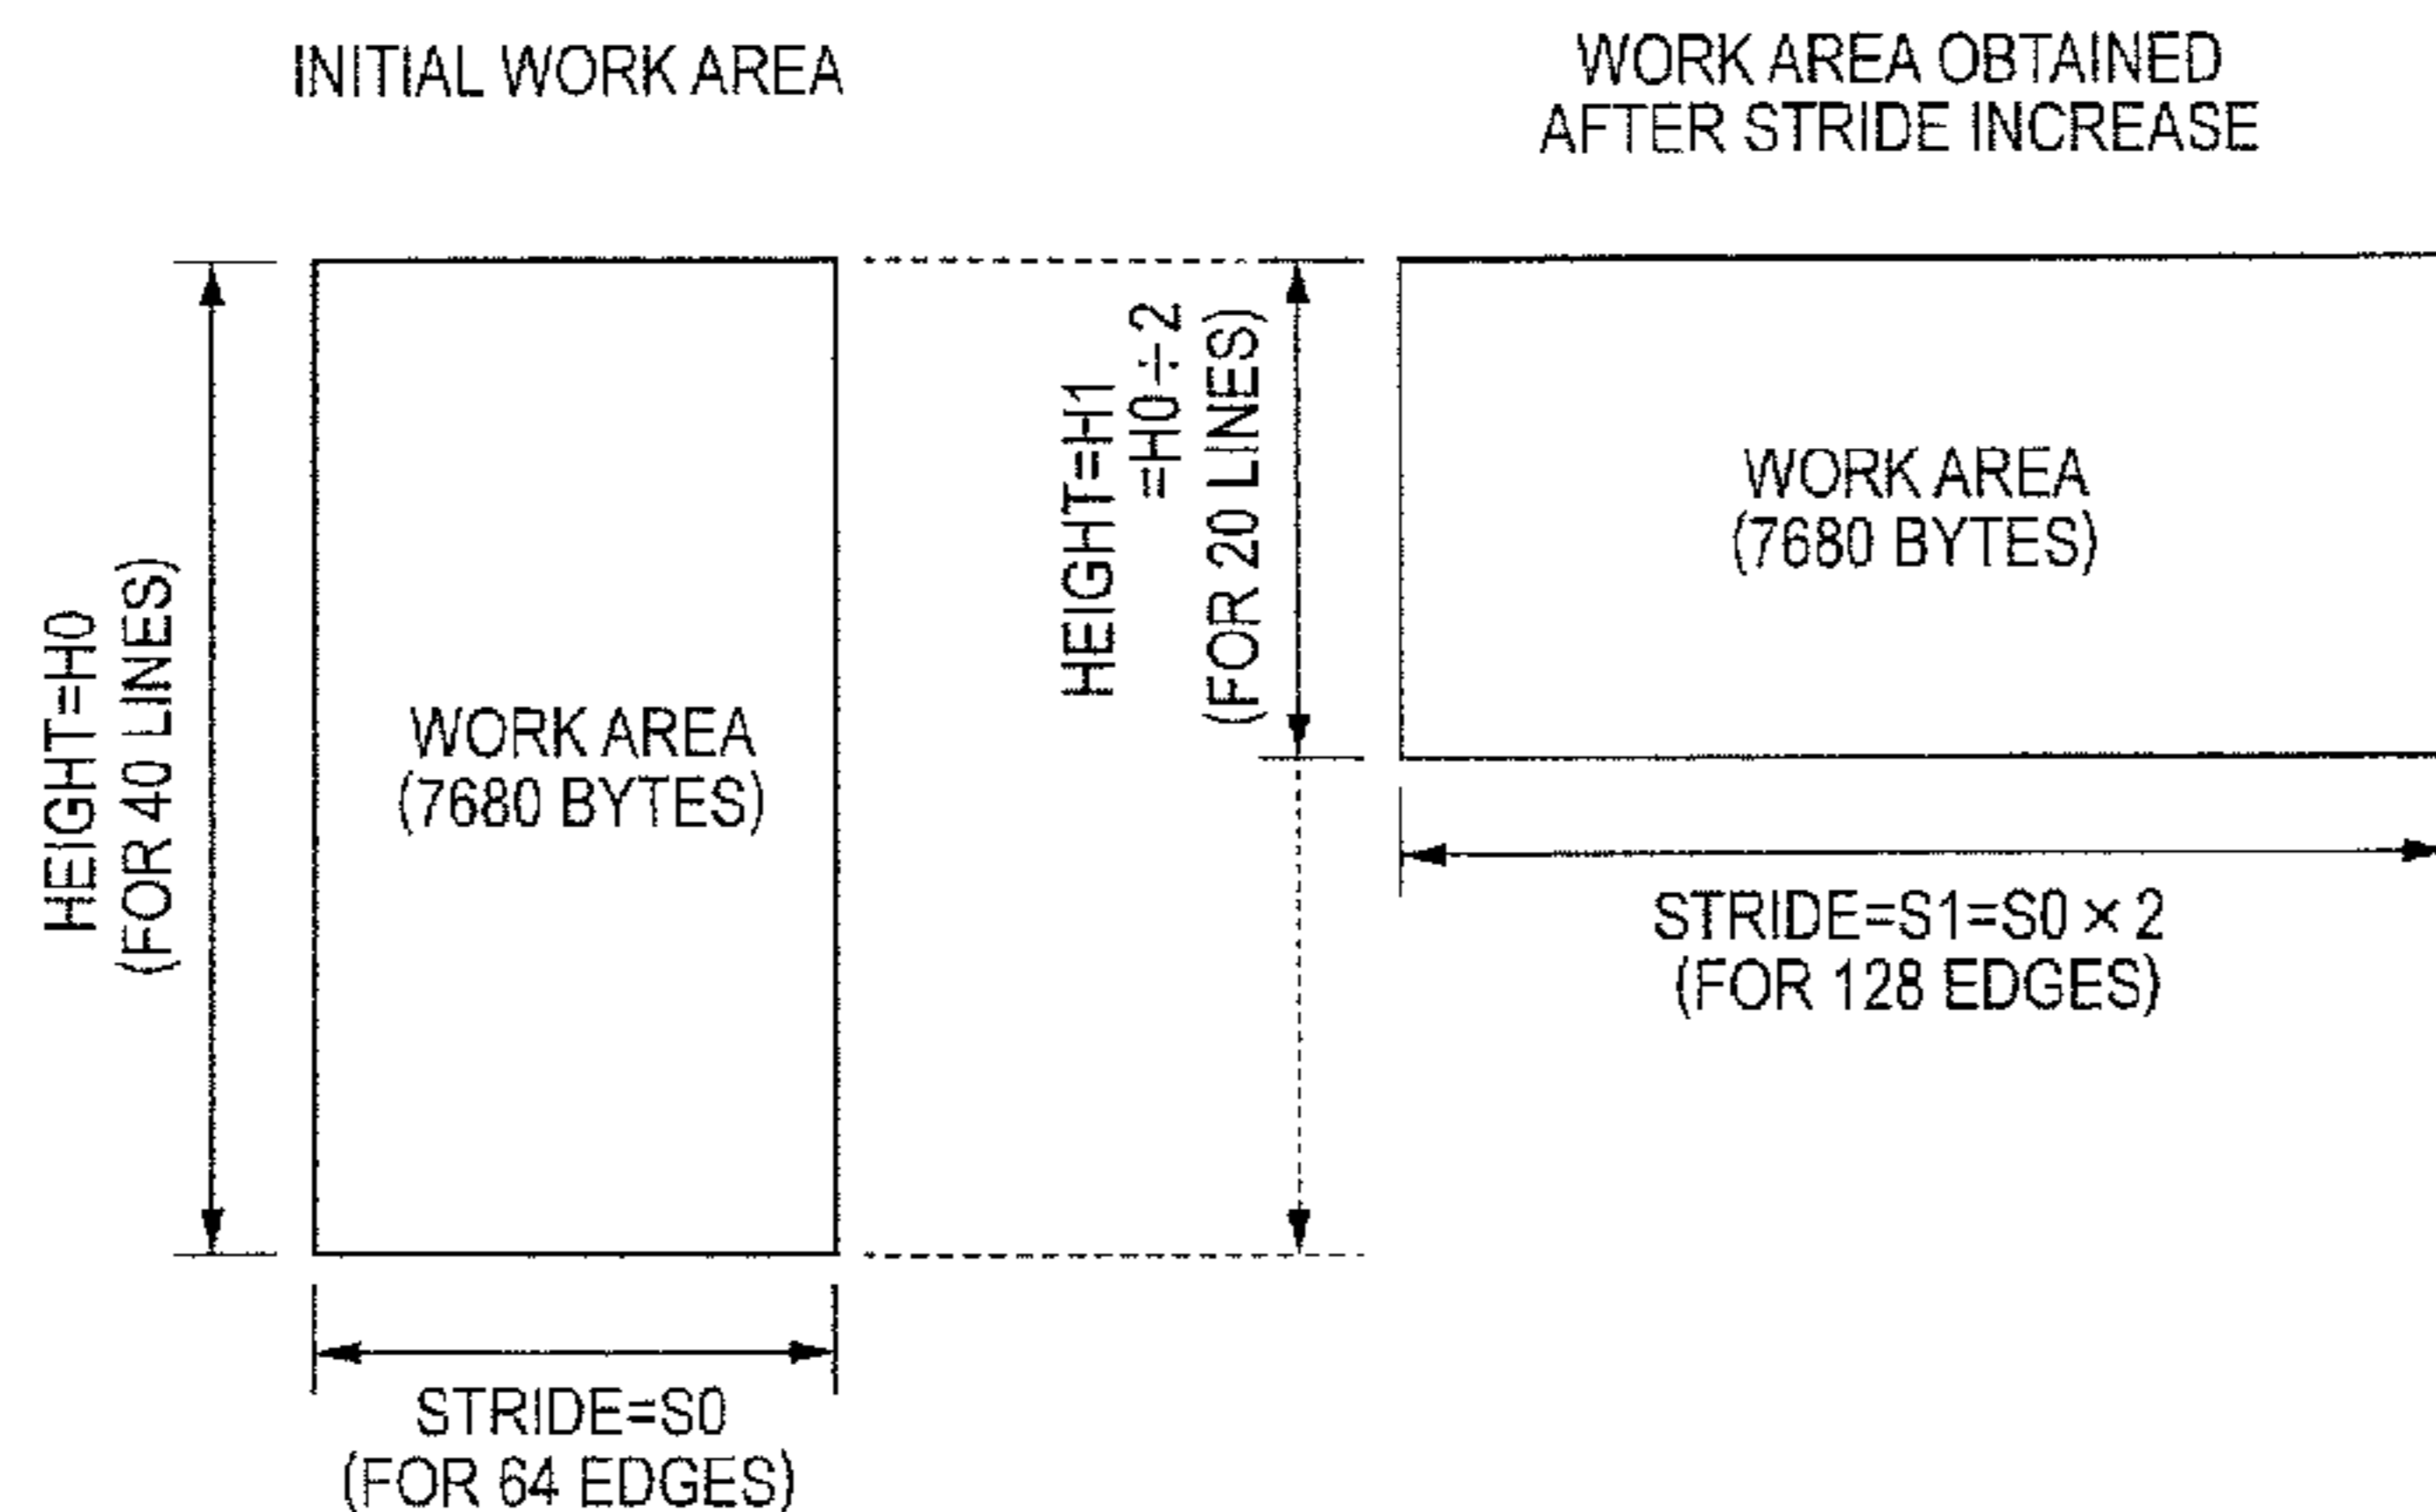 INITIAL WORK AREA
WORK AREA OBTAINED
AFTER STRIDE INCREASE
HEIGHT=H0
(FOR 40 LINES)
WORK AREA
(7680 BYTES)
STRIDE=S0
(FOR 64 EDGES)
HEIGHT=H1
=H0÷2
(FOR 20 LINES)
WORK AREA
(7680 BYTES)
STRIDE=S1=S0×2
(FOR 128 EDGES)